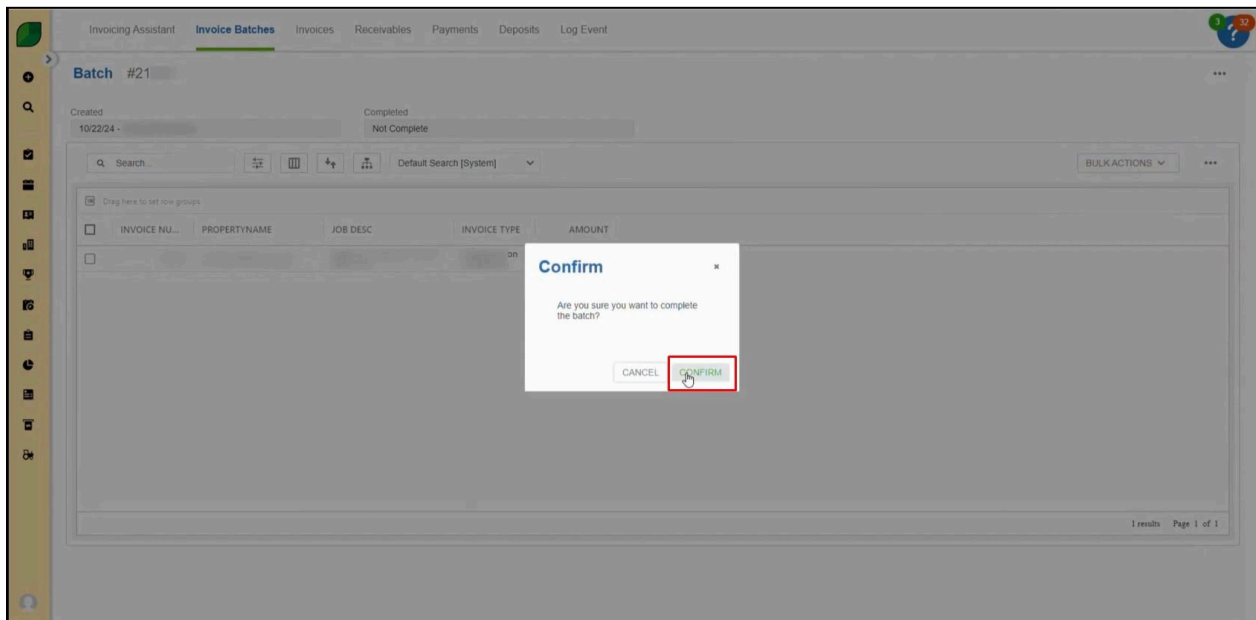 Invoicing Assistant Invoice Batches Invoices Receivables Payments Deposits Log Event
3 32
?
Batch #21
Created Completed
10/22/24 - Not Complete
Search... Default Search [System] BULK ACTIONS
Drag here to set row groups
INVOICE NU... PROPERTYNAME JOB DESC INVOICE TYPE AMOUNT
on
Confirm
Are you sure you want to complete
the batch?
CANCEL CONFIRM
1 results Page 1 of 1